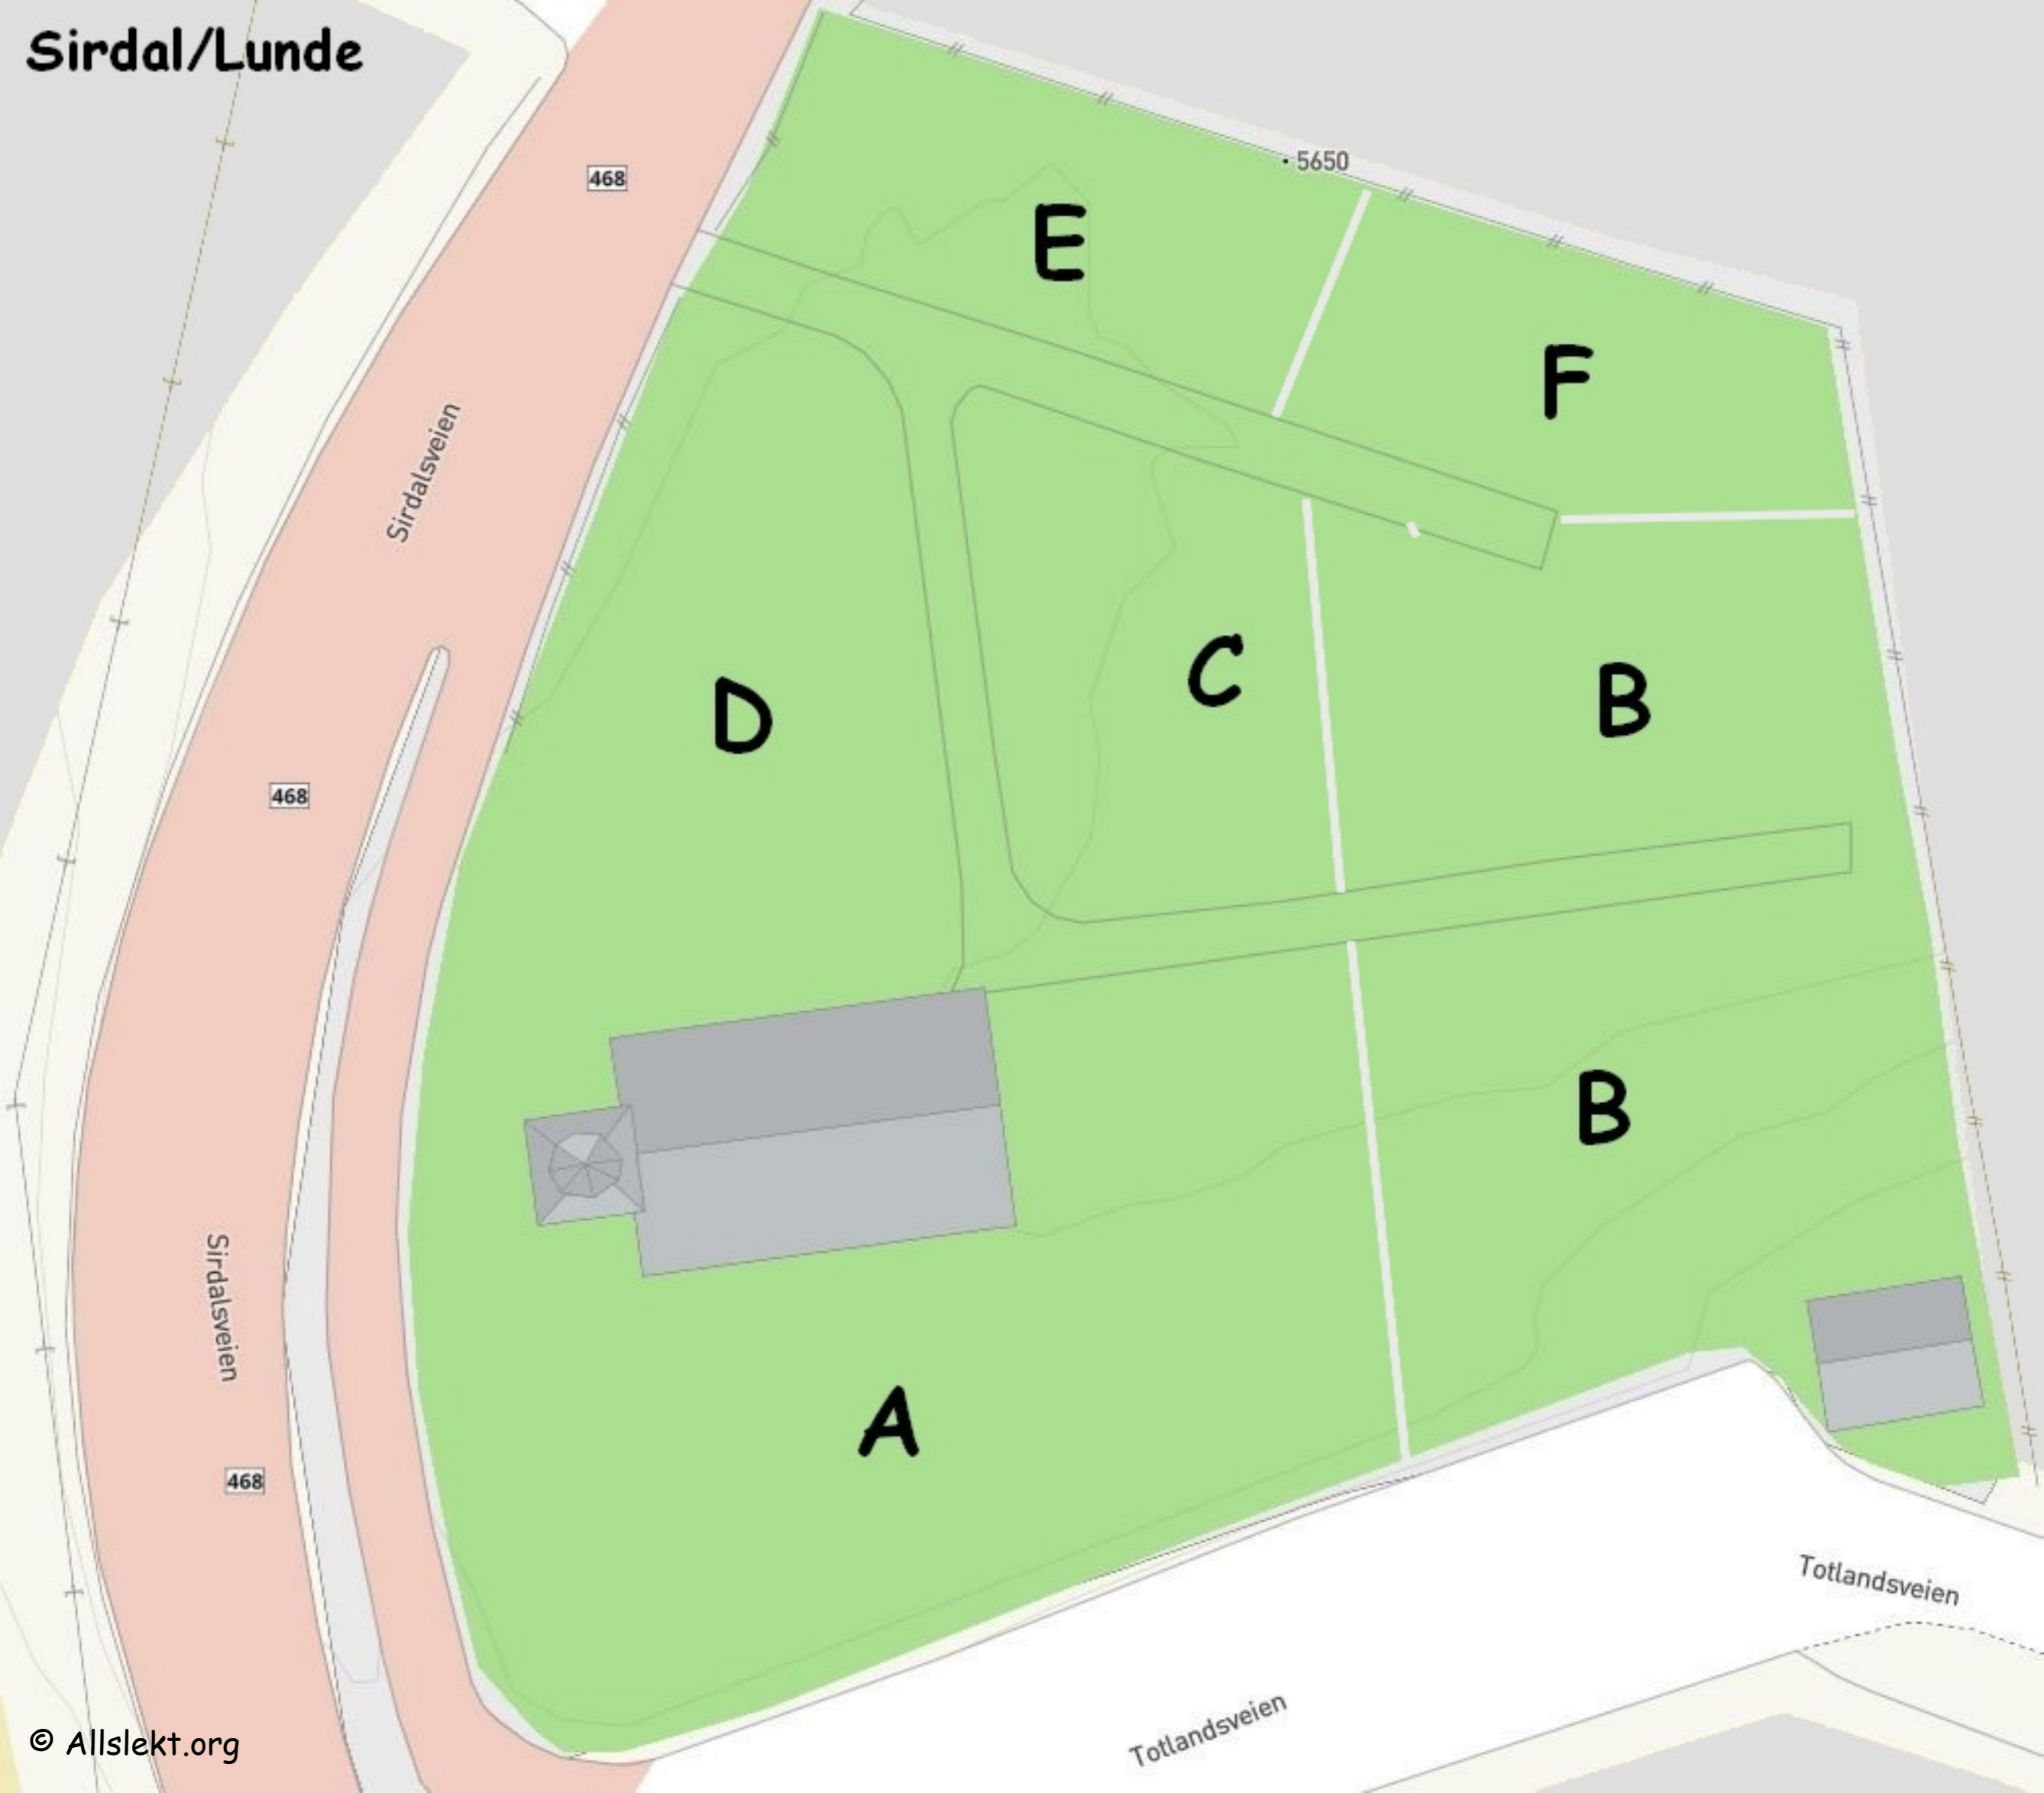 Sirdal/Lunde
468
5650
E
F
Sirdalsveien
C
B
D
468
B
Sirdalsveien
A
468
Totlandsveien
Totlandsveien
© Allslekt.org